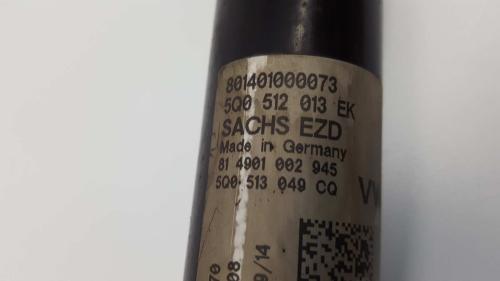 801401000073
5Q0 512 013 EK
SACHS EZD
Made in Germany
81 4901 002 945
5Q0 513 049 CQ